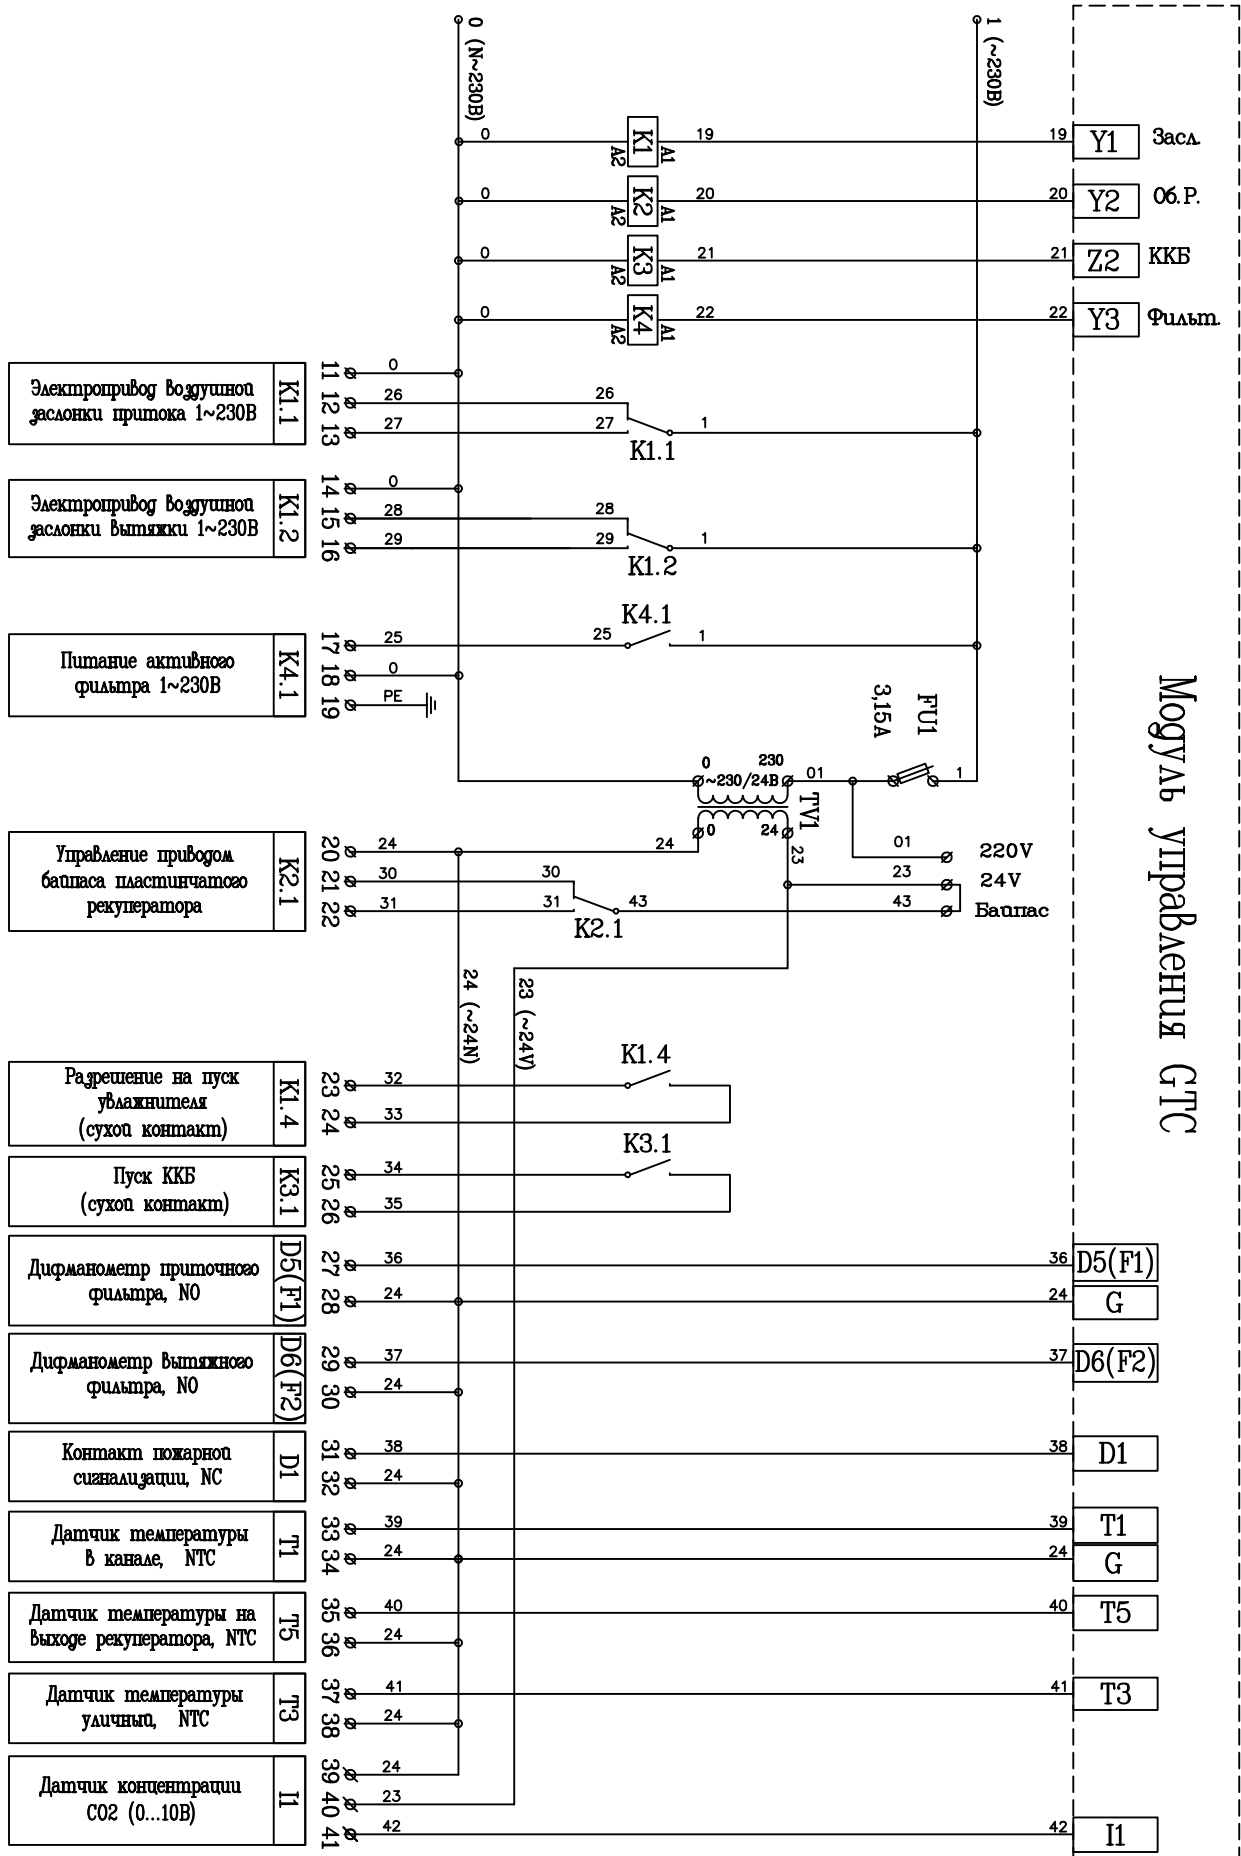 0 (N~230В)
1 (~230В)
0
K1
A2
A1
19
19
Y1
Засл.
0
K2
A2
A1
20
20
Y2
Об.Р.
0
K3
A2
A1
21
21
Z2
ККБ
0
K4
A2
A1
22
22
Y3
Фильт.
Электропривод воздушной
заслонки притока 1~230В
K1.1
11
0
12
26
26
13
27
27
1
K1.1
Электропривод воздушной
заслонки вытяжки 1~230В
K1.2
14
0
15
28
28
16
29
29
1
K1.2
Питание активного
фильтра 1~230В
K4.1
17
25
25
K4.1
1
18
0
19
PE
FU1
3,15А
0
230
~230/24В
01
1
TV1
0
24
23
01
220V
23
24V
43
Байпас
Управление приводом
байпаса пластинчатого
рекуператора
K2.1
20
24
24
21
30
30
22
31
31
43
K2.1
24 (~24N)
23 (~24V)
Модуль управления GTC
Разрешение на пуск
увлажнителя
(сухой контакт)
K1.4
23
32
K1.4
24
33
Пуск ККБ
(сухой контакт)
K3.1
25
34
K3.1
26
35
Дифманометр приточного
фильтра, NO
D5(F1)
27
36
36
D5(F1)
28
24
24
G
Дифманометр вытяжного
фильтра, NO
D6(F2)
29
37
37
D6(F2)
30
24
Контакт пожарной
сигнализации, NC
D1
31
38
38
D1
32
24
Датчик температуры
в канале, NTC
T1
33
39
39
T1
34
24
24
G
Датчик температуры на
выходе рекуператора, NTC
T5
35
40
40
T5
36
24
Датчик температуры
уличный, NTC
T3
37
41
41
T3
38
24
Датчик концентрации
CO2 (0...10В)
I1
39
24
40
23
41
42
42
I1